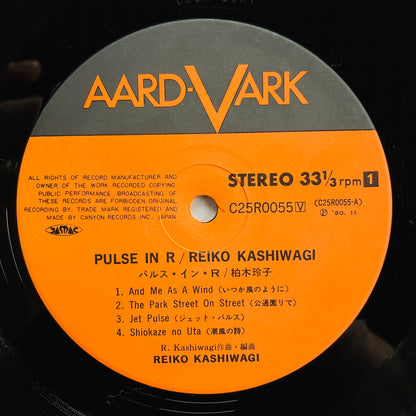 AARD-VARK
ALL RIGHTS OF RECORD MANUFACTURER AND
OWNER OF THE WORK RECORDED COPYING
PUBLIC PERFORMANCE, BROADCASTING OF
THESE RECORDS ARE FORBIDDEN ORIGINAL
RECORDING BY, TRADE MARK REGISTERED AND
MADE BY CANYON RECORDS INC., JAPAN
JASRAC
STEREO 33 1/3 rpm 1
C25R0055 V (C25R0055-A)
Ⓟ '80. 11
PULSE IN R / REIKO KASHIWAGI
パルス・イン・R / 柏木玲子
1. And Me As A Wind (いつか風のように)
2. The Park Street On Street (公園通りで)
3. Jet Pulse (ジェット・パルス)
4. Shiokaze no Uta (潮風の詩)
R. Kashiwagi作曲・編曲
REIKO KASHIWAGI